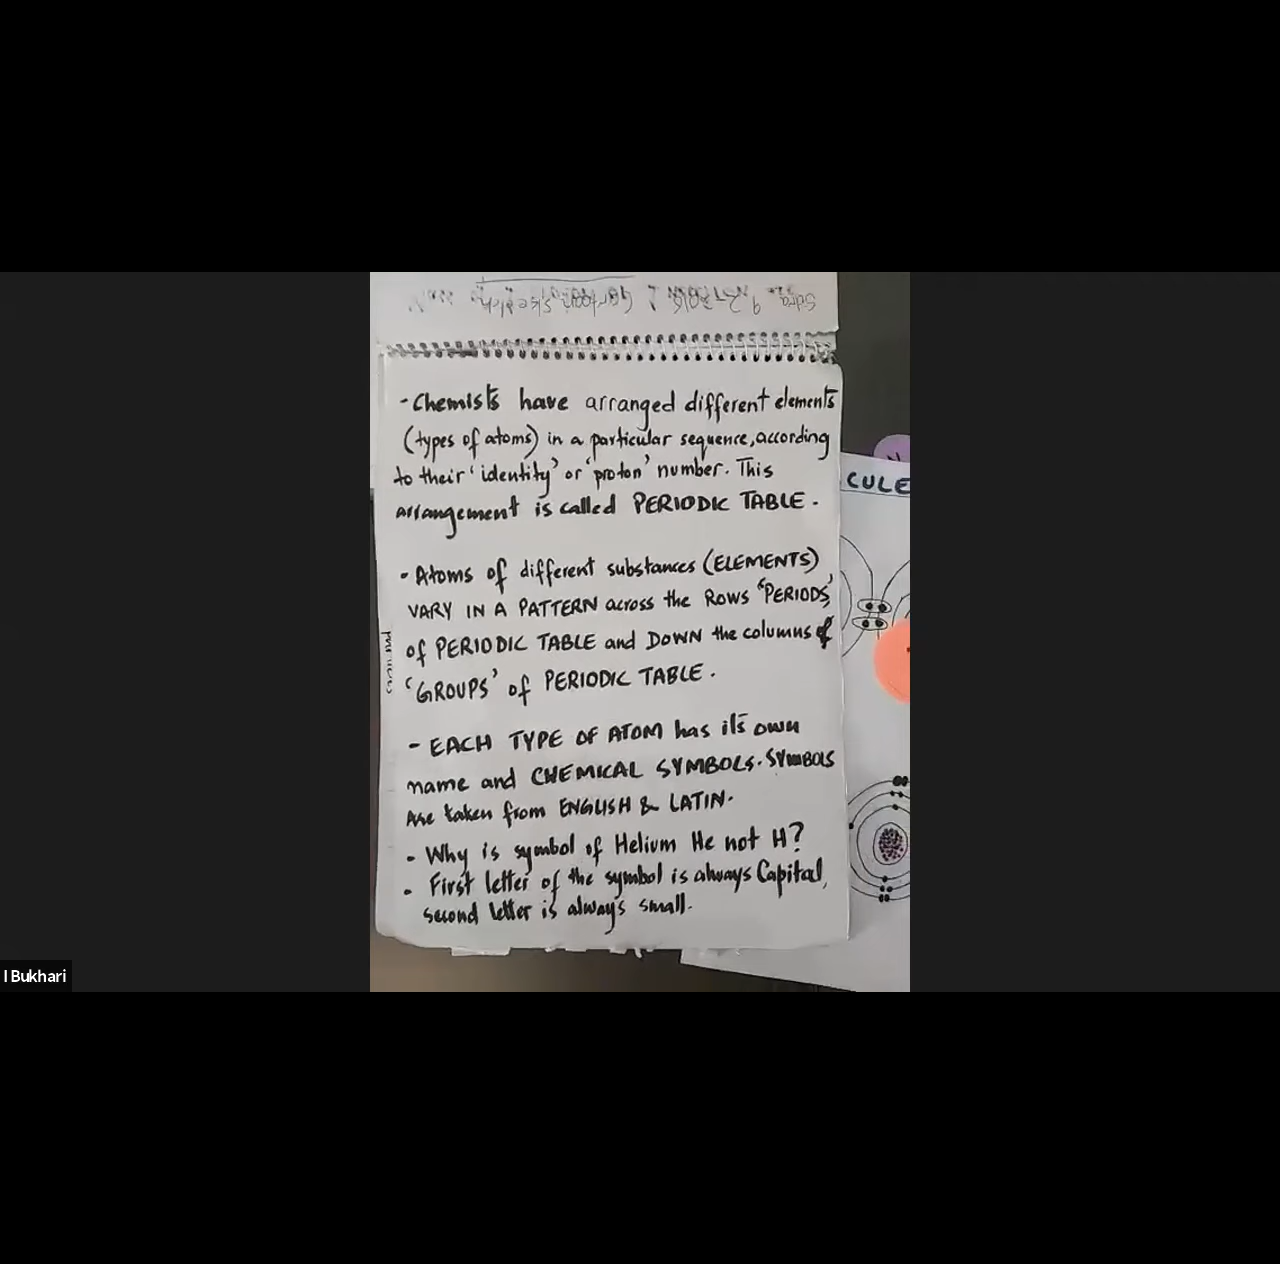 - Chemists have arranged different elements
(types of atoms) in a particular sequence, according
to their 'identity' or 'proton' number. This
arrangement is called PERIODIC TABLE.
- Atoms of different substances (ELEMENTS)
VARY IN A PATTERN across the ROWS "PERIODS,'
of PERIODIC TABLE and DOWN the columns of
'GROUPS' of PERIODIC TABLE.
- EACH TYPE OF ATOM has it's own
name and CHEMICAL SYMBOLS. SYMBOLS
Are taken from ENGLISH & LATIN.
- Why is symbol of Helium He not H?
- First letter of the symbol is always Capital,
second letter is always small.
CULE
I Bukhari